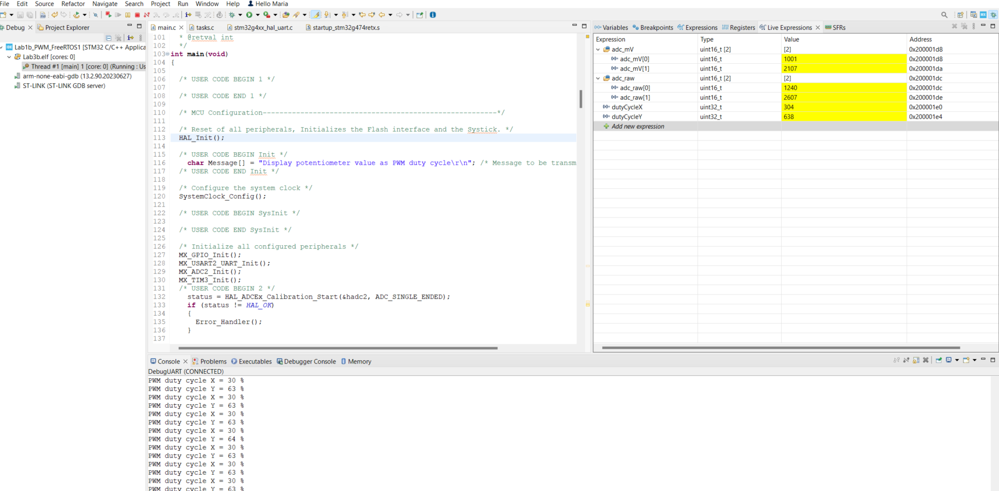 File Edit Source Refactor Navigate Search Project Run Window Help Hello Maria
Debug Project Explorer
Lab1b_PWM_FreeRTOS1 [STM32 C/C++ Applica
Lab3b.elf [cores: 0]
Thread #1 [main] 1 [core: 0] (Running : Us
arm-none-eabi-gdb (13.2.90.20230627)
ST-LINK (ST-LINK GDB server)
main.c tasks.c stm32g4xx_hal_uart.c startup_stm32g474retx.s
101 * @retval int
102 */
103 int main(void)
104 {
105
106 /* USER CODE BEGIN 1 */
107
108 /* USER CODE END 1 */
109
110 /* MCU Configuration--------------------------------------------------------*/
111
112 /* Reset of all peripherals, Initializes the Flash interface and the Systick. */
113 HAL_Init();
114
115 /* USER CODE BEGIN Init */
116 char Message[] = "Display potentiometer value as PWM duty cycle\r\n"; /* Message to be transm
117 /* USER CODE END Init */
118
119 /* Configure the system clock */
120 SystemClock_Config();
121
122 /* USER CODE BEGIN SysInit */
123
124 /* USER CODE END SysInit */
125
126 /* Initialize all configured peripherals */
127 MX_GPIO_Init();
128 MX_USART2_UART_Init();
129 MX_ADC2_Init();
130 MX_TIM3_Init();
131 /* USER CODE BEGIN 2 */
132 status = HAL_ADCEx_Calibration_Start(&hadc2, ADC_SINGLE_ENDED);
133 if (status != HAL_OK)
134 {
135 Error_Handler();
136 }
137
Variables Breakpoints Expressions Registers Live Expressions SFRs
Expression Type Value Address
adc_mV uint16_t [2] [2] 0x200001d8
adc_mV[0] uint16_t 1001 0x200001d8
adc_mV[1] uint16_t 2107 0x200001da
adc_raw uint16_t [2] [2] 0x200001dc
adc_raw[0] uint16_t 1240 0x200001dc
adc_raw[1] uint16_t 2607 0x200001de
dutyCycleX uint32_t 304 0x200001e0
dutyCycleY uint32_t 638 0x200001e4
Add new expression
Console Problems Executables Debugger Console Memory
DebugUART (CONNECTED)
PWM duty cycle X = 30 %
PWM duty cycle Y = 63 %
PWM duty cycle X = 30 %
PWM duty cycle Y = 63 %
PWM duty cycle X = 30 %
PWM duty cycle Y = 63 %
PWM duty cycle X = 30 %
PWM duty cycle Y = 64 %
PWM duty cycle X = 30 %
PWM duty cycle Y = 63 %
PWM duty cycle X = 30 %
PWM duty cycle Y = 63 %
PWM duty cycle X = 30 %
PWM duty cycle Y = 63 %